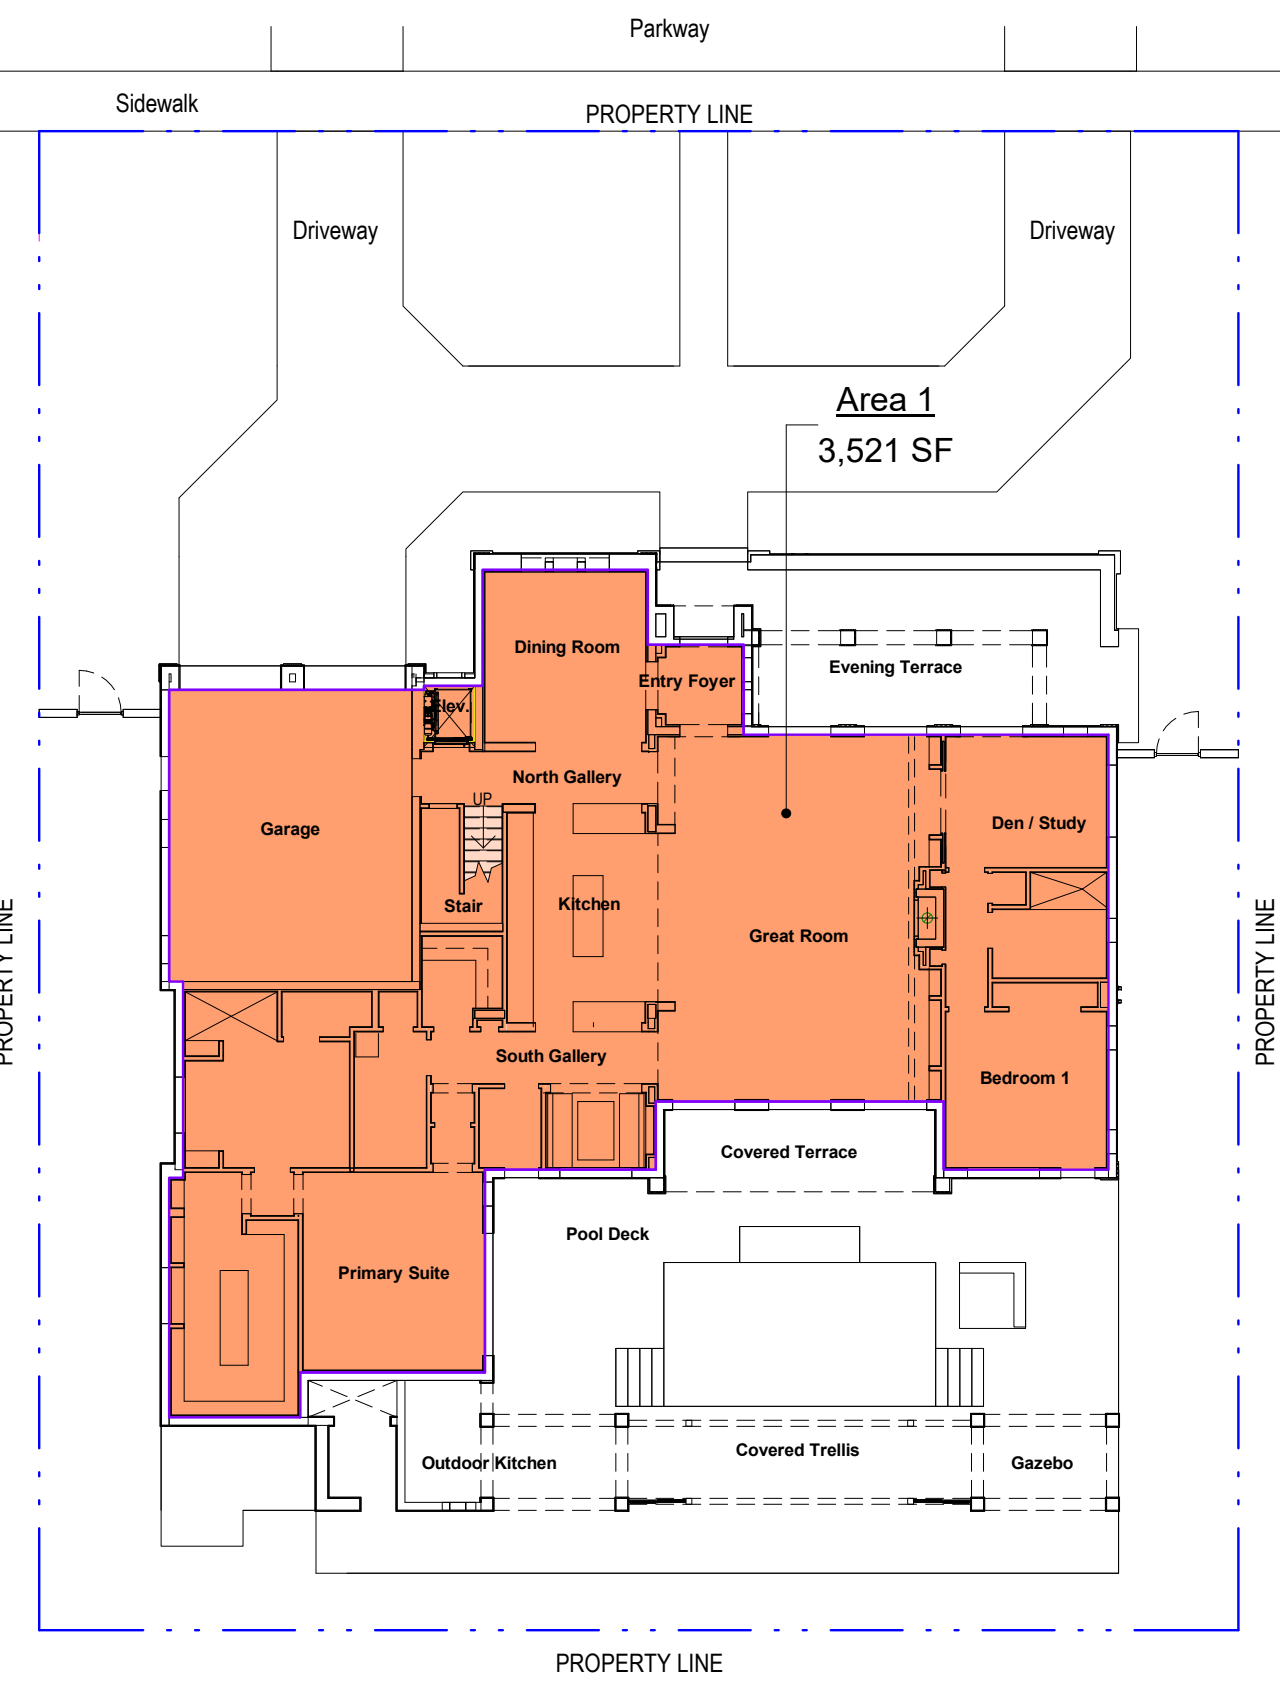 Parkway
Sidewalk
PROPERTY LINE
Driveway
Driveway
Area 1
3,521 SF
Dining Room
Evening Terrace
Entry Foyer
Elev.
North Gallery
UP
Garage
Den / Study
Stair
Kitchen
Great Room
PROPERTY LINE
PROPERTY LINE
South Gallery
Bedroom 1
Covered Terrace
Pool Deck
Primary Suite
Covered Trellis
Outdoor Kitchen
Gazebo
PROPERTY LINE